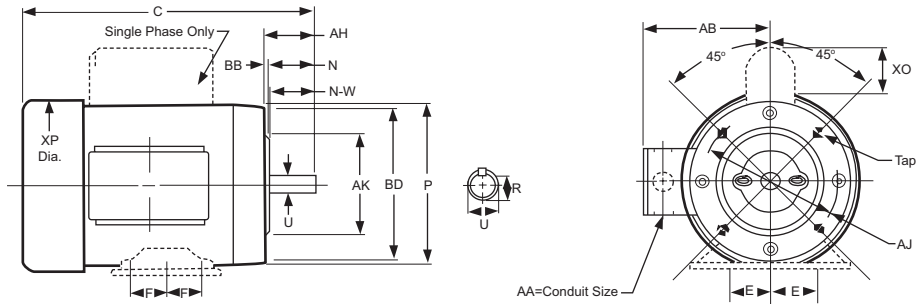 C
Single Phase Only
AH
BB
N
N-W
XP
Dia.
AK
BD
P
U
F
F
R
U
AB
45°
45°
XO
Tap
AJ
AA=Conduit Size
E
E